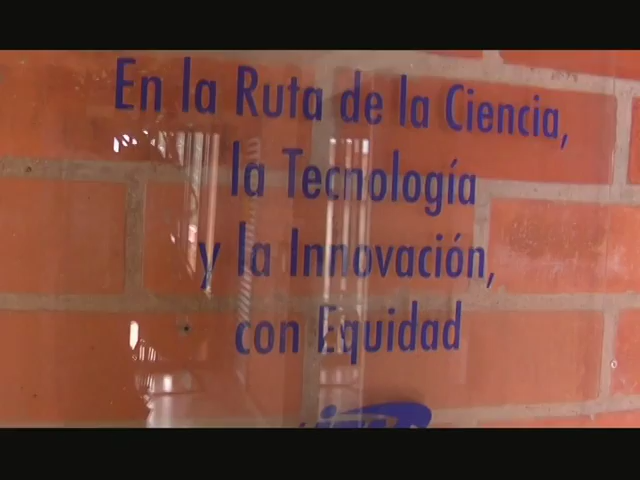 En la Ruta de la Ciencia,
la Tecnología
y la Innovación,
con Equidad